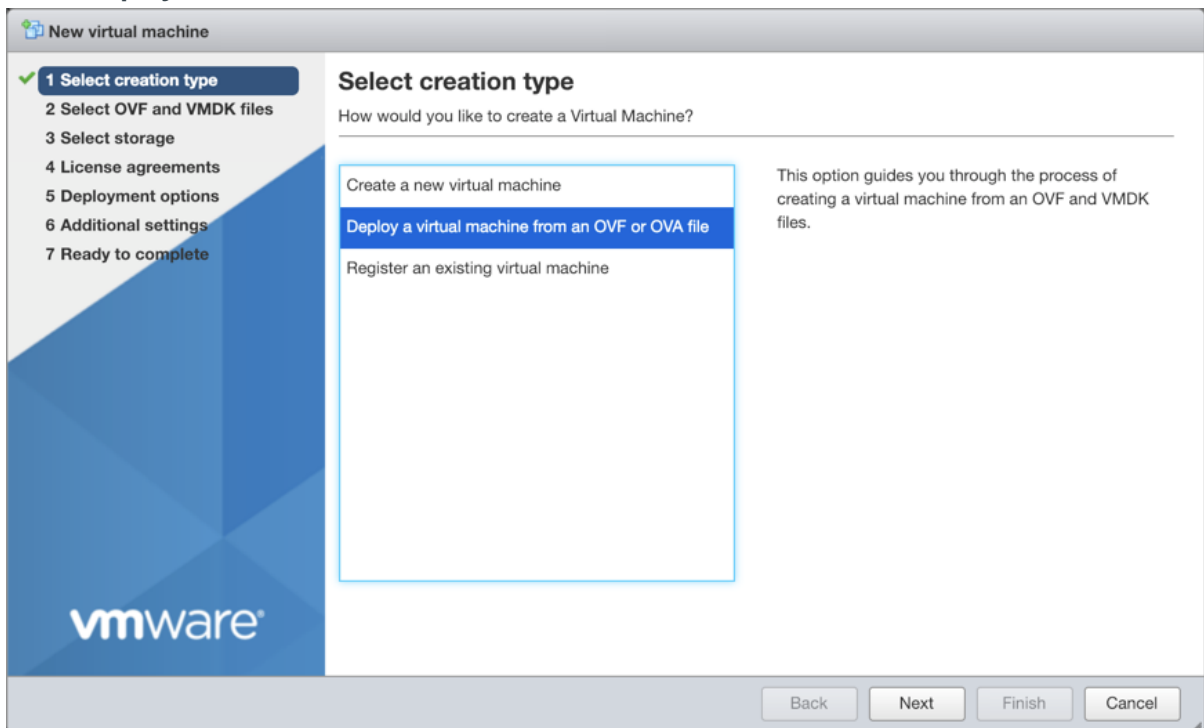 New virtual machine
1 Select creation type
2 Select OVF and VMDK files
3 Select storage
4 License agreements
5 Deployment options
6 Additional settings
7 Ready to complete
vmware®
Select creation type
How would you like to create a Virtual Machine?
Create a new virtual machine
Deploy a virtual machine from an OVF or OVA file
Register an existing virtual machine
This option guides you through the process of
creating a virtual machine from an OVF and VMDK
files.
Back
Next
Finish
Cancel